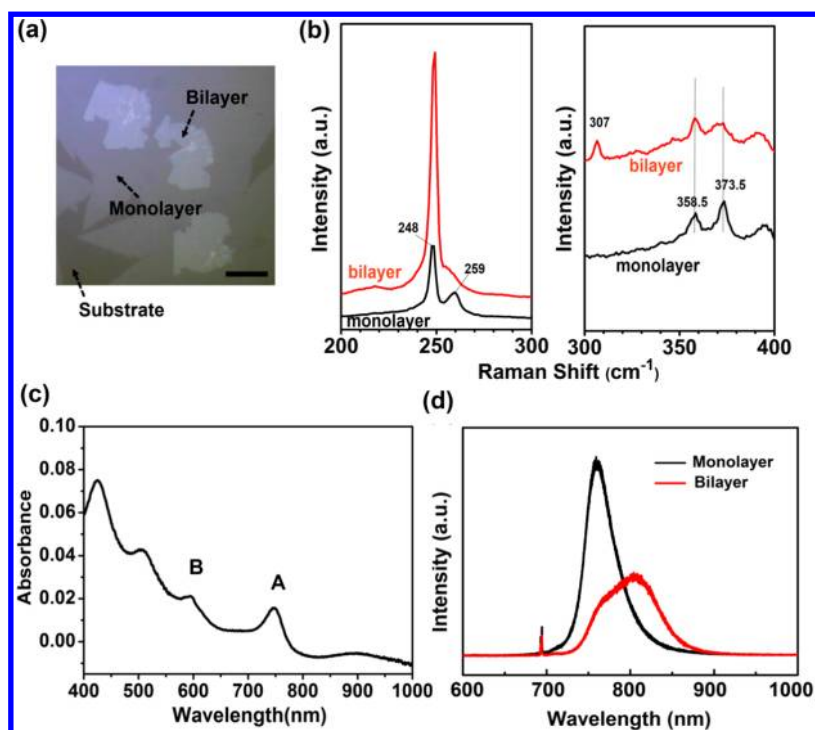 (a)
Bilayer
Monolayer
Substrate
(b)
Intensity (a.u.)
248
259
bilayer
monolayer
200 250 300
Intensity (a.u.)
307
bilayer
358.5
373.5
monolayer
300 350 400
Raman Shift (cm⁻¹)
(c)
Absorbance
0.10
0.08
0.06
0.04
0.02
0.00
B
A
400 500 600 700 800 900 1000
Wavelength(nm)
(d)
Intensity (a.u.)
Monolayer
Bilayer
600 700 800 900 1000
Wavelength (nm)